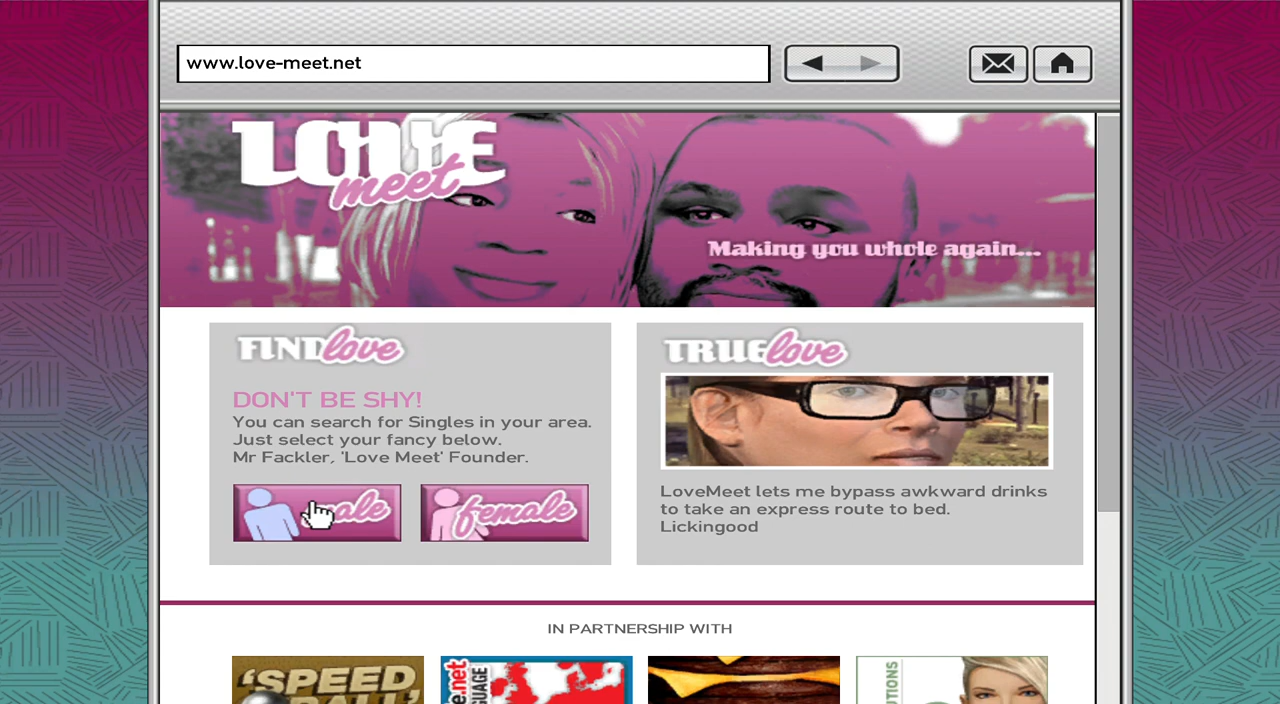 www.love-meet.net
LOVE
meet
Making you whole again...
FIND love
DON'T BE SHY!
You can search for Singles in your area.
Just select your fancy below.
Mr Fackler, 'Love Meet' Founder.
female
TRUE love
LoveMeet lets me bypass awkward drinks
to take an express route to bed.
Lickingood
IN PARTNERSHIP WITH
'SPEED,